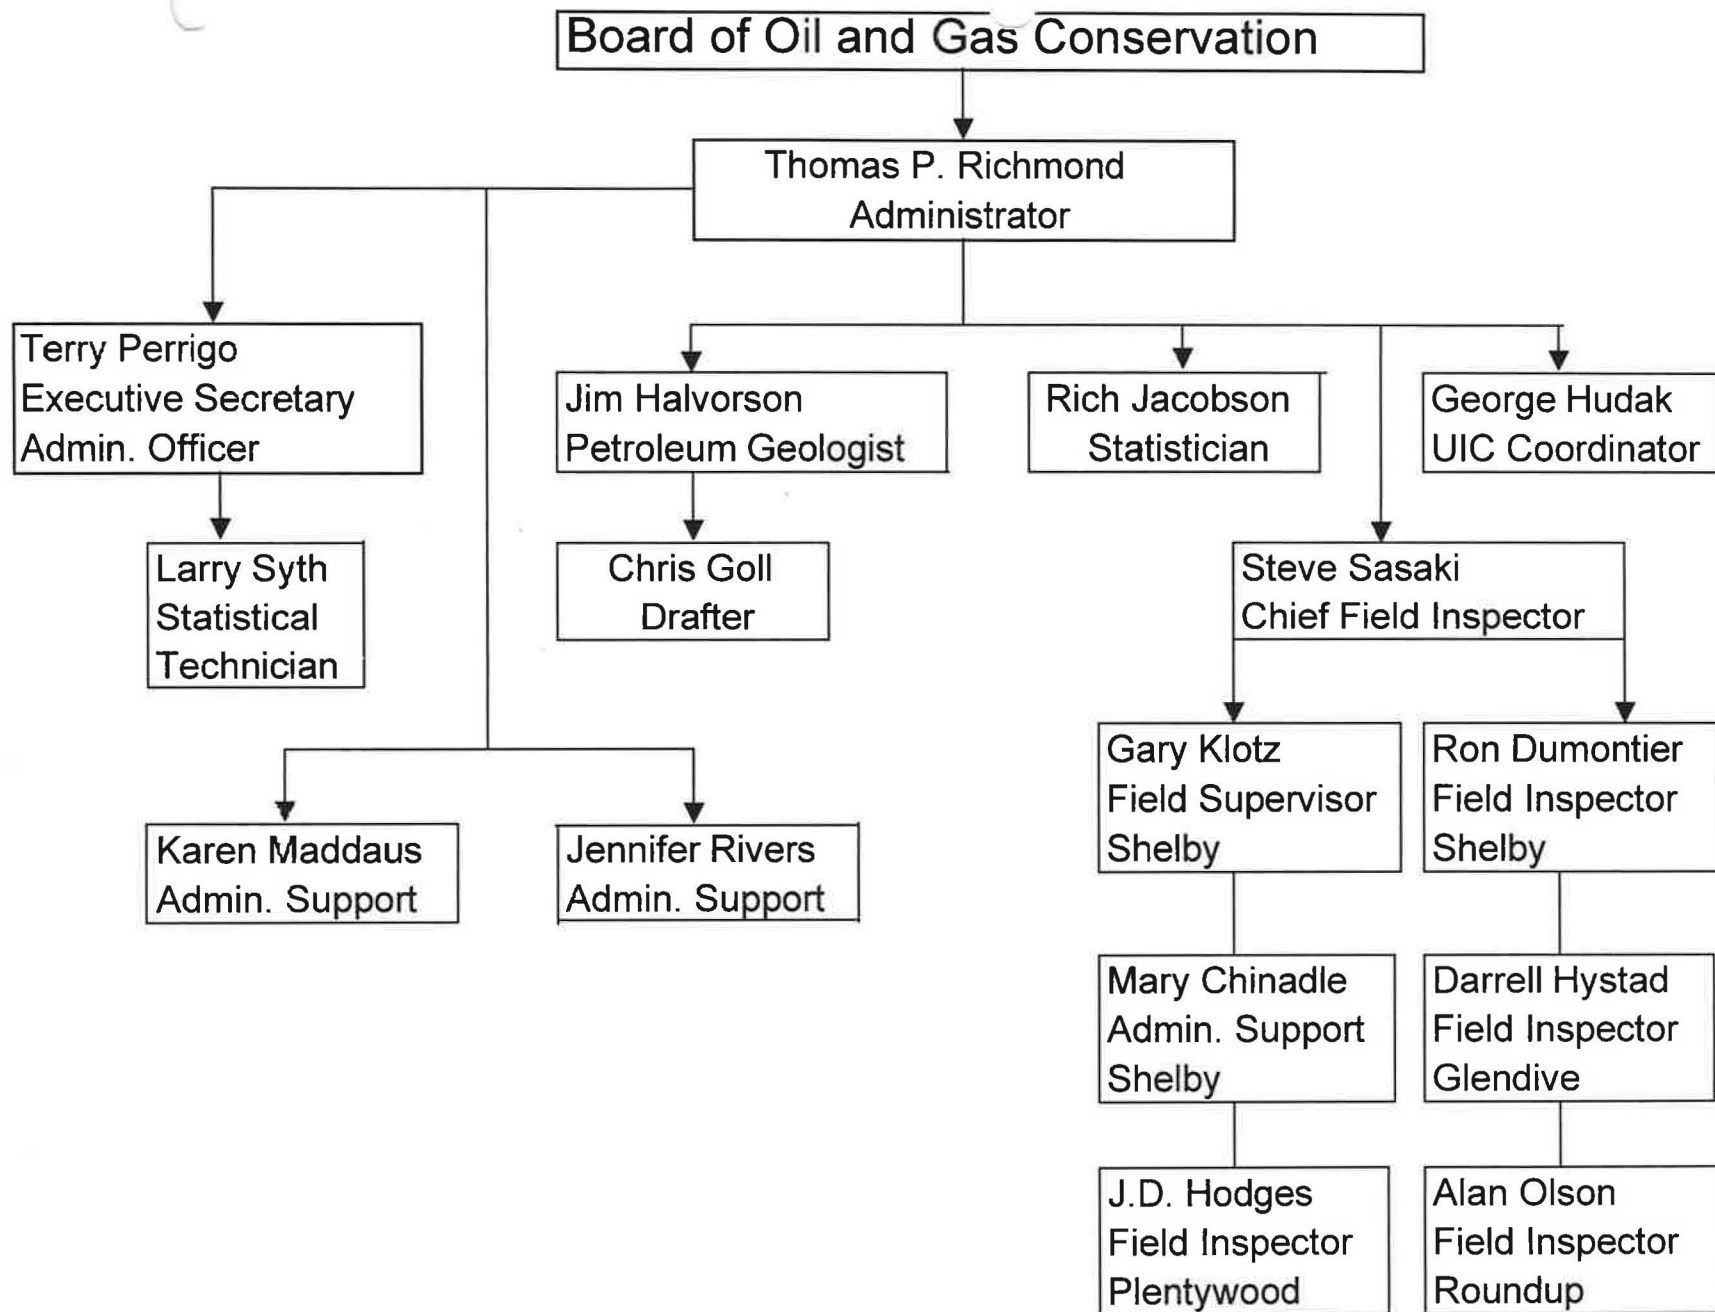 Board of Oil and Gas Conservation
Thomas P. Richmond
Administrator
Terry Perrigo
Executive Secretary
Admin. Officer
Jim Halvorson
Petroleum Geologist
Rich Jacobson
Statistician
George Hudak
UIC Coordinator
Larry Syth
Statistical
Technician
Chris Goll
Drafter
Steve Sasaki
Chief Field Inspector
Karen Maddaus
Admin. Support
Jennifer Rivers
Admin. Support
Gary Klotz
Field Supervisor
Shelby
Ron Dumontier
Field Inspector
Shelby
Mary Chinadle
Admin. Support
Shelby
Darrell Hystad
Field Inspector
Glendive
J.D. Hodges
Field Inspector
Plentywood
Alan Olson
Field Inspector
Roundup